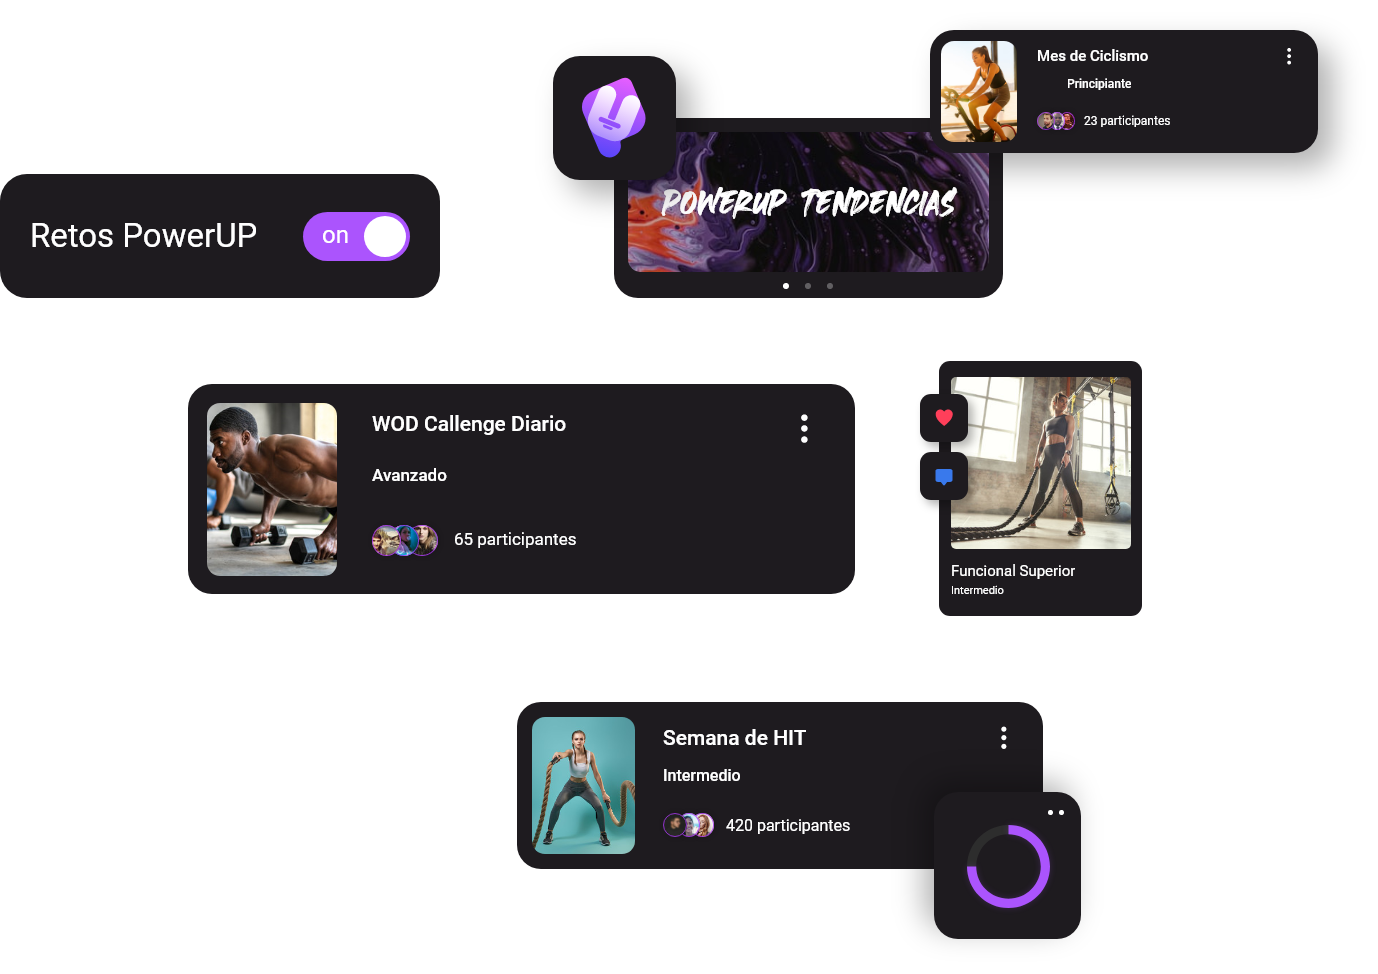 Mes de Ciclismo
Principiante
23 participantes
POWERUP TENDENCIAS
Retos PowerUP
on
WOD Callenge Diario
Avanzado
65 participantes
Funcional Superior
Intermedio
Semana de HIT
Intermedio
420 participantes